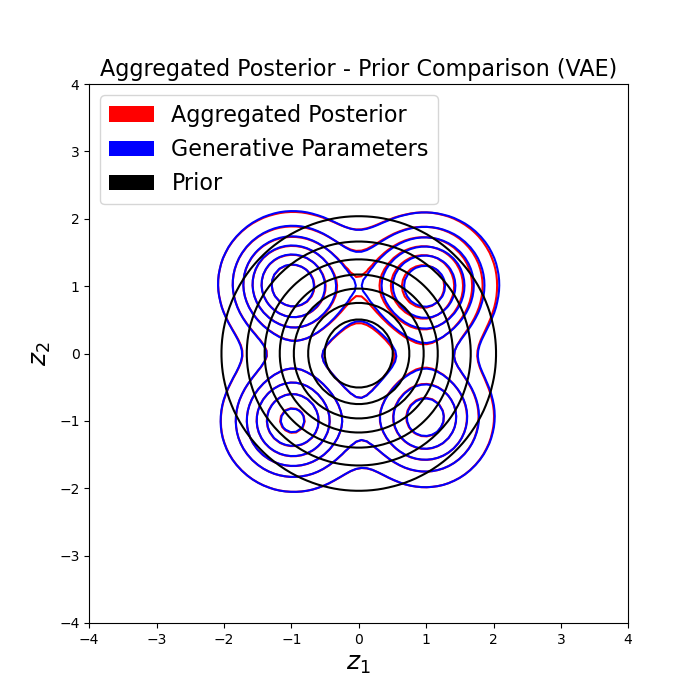 Aggregated Posterior - Prior Comparison (VAE)
Aggregated Posterior
Generative Parameters
Prior
4
3
2
1
0
−1
−2
−3
−4
z₂
−4 −3 −2 −1 0 1 2 3 4
z₁